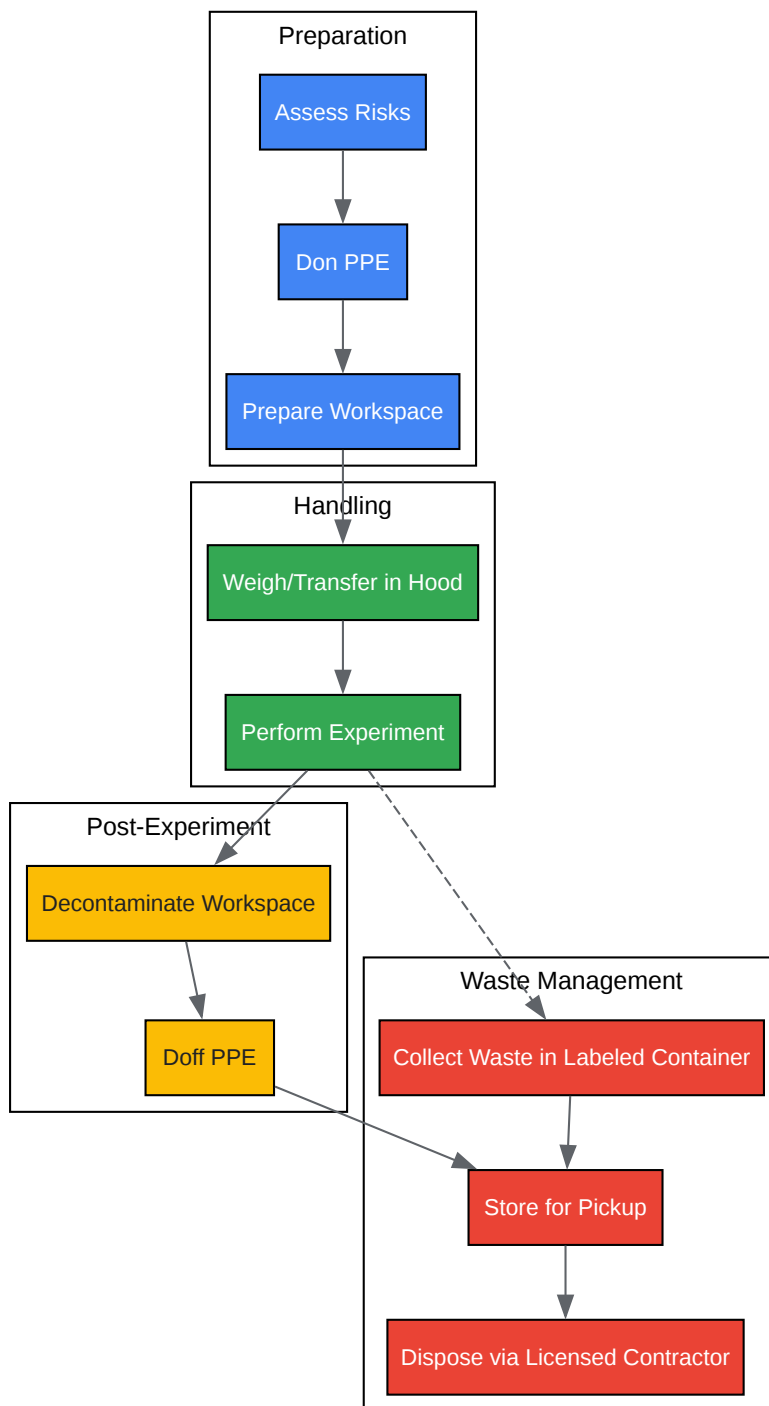 Preparation
Assess Risks
Don PPE
Prepare Workspace
Handling
Weigh/Transfer in Hood
Perform Experiment
Post-Experiment
Decontaminate Workspace
Doff PPE
Waste Management
Collect Waste in Labeled Container
Store for Pickup
Dispose via Licensed Contractor